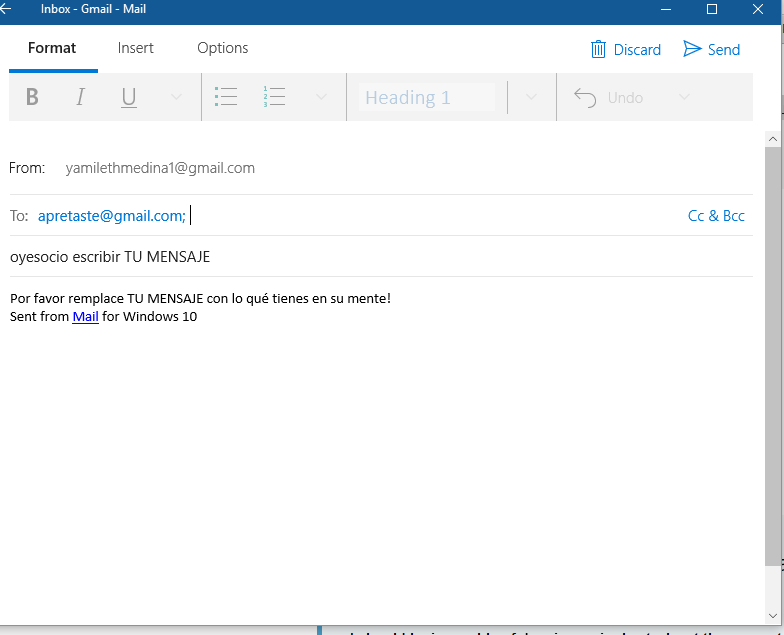 Inbox - Gmail - Mail
Format Insert Options Discard Send
B I U Heading 1 Undo
From: yamilethmedina1@gmail.com
To: apretaste@gmail.com; Cc & Bcc
oyesocio escribir TU MENSAJE
Por favor remplace TU MENSAJE con lo qué tienes en su mente!
Sent from Mail for Windows 10